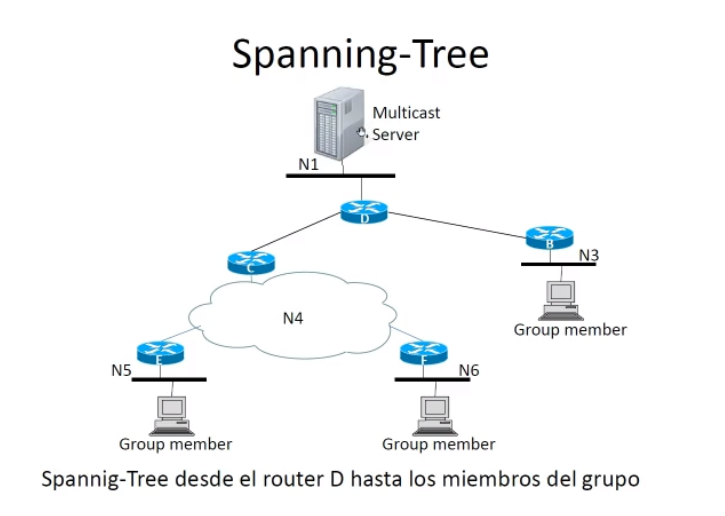 Spanning-Tree
Multicast
Server
N1
D
B
N3
C
Group member
N4
E
F
N5
N6
Group member
Group member
Spannig-Tree desde el router D hasta los miembros del grupo